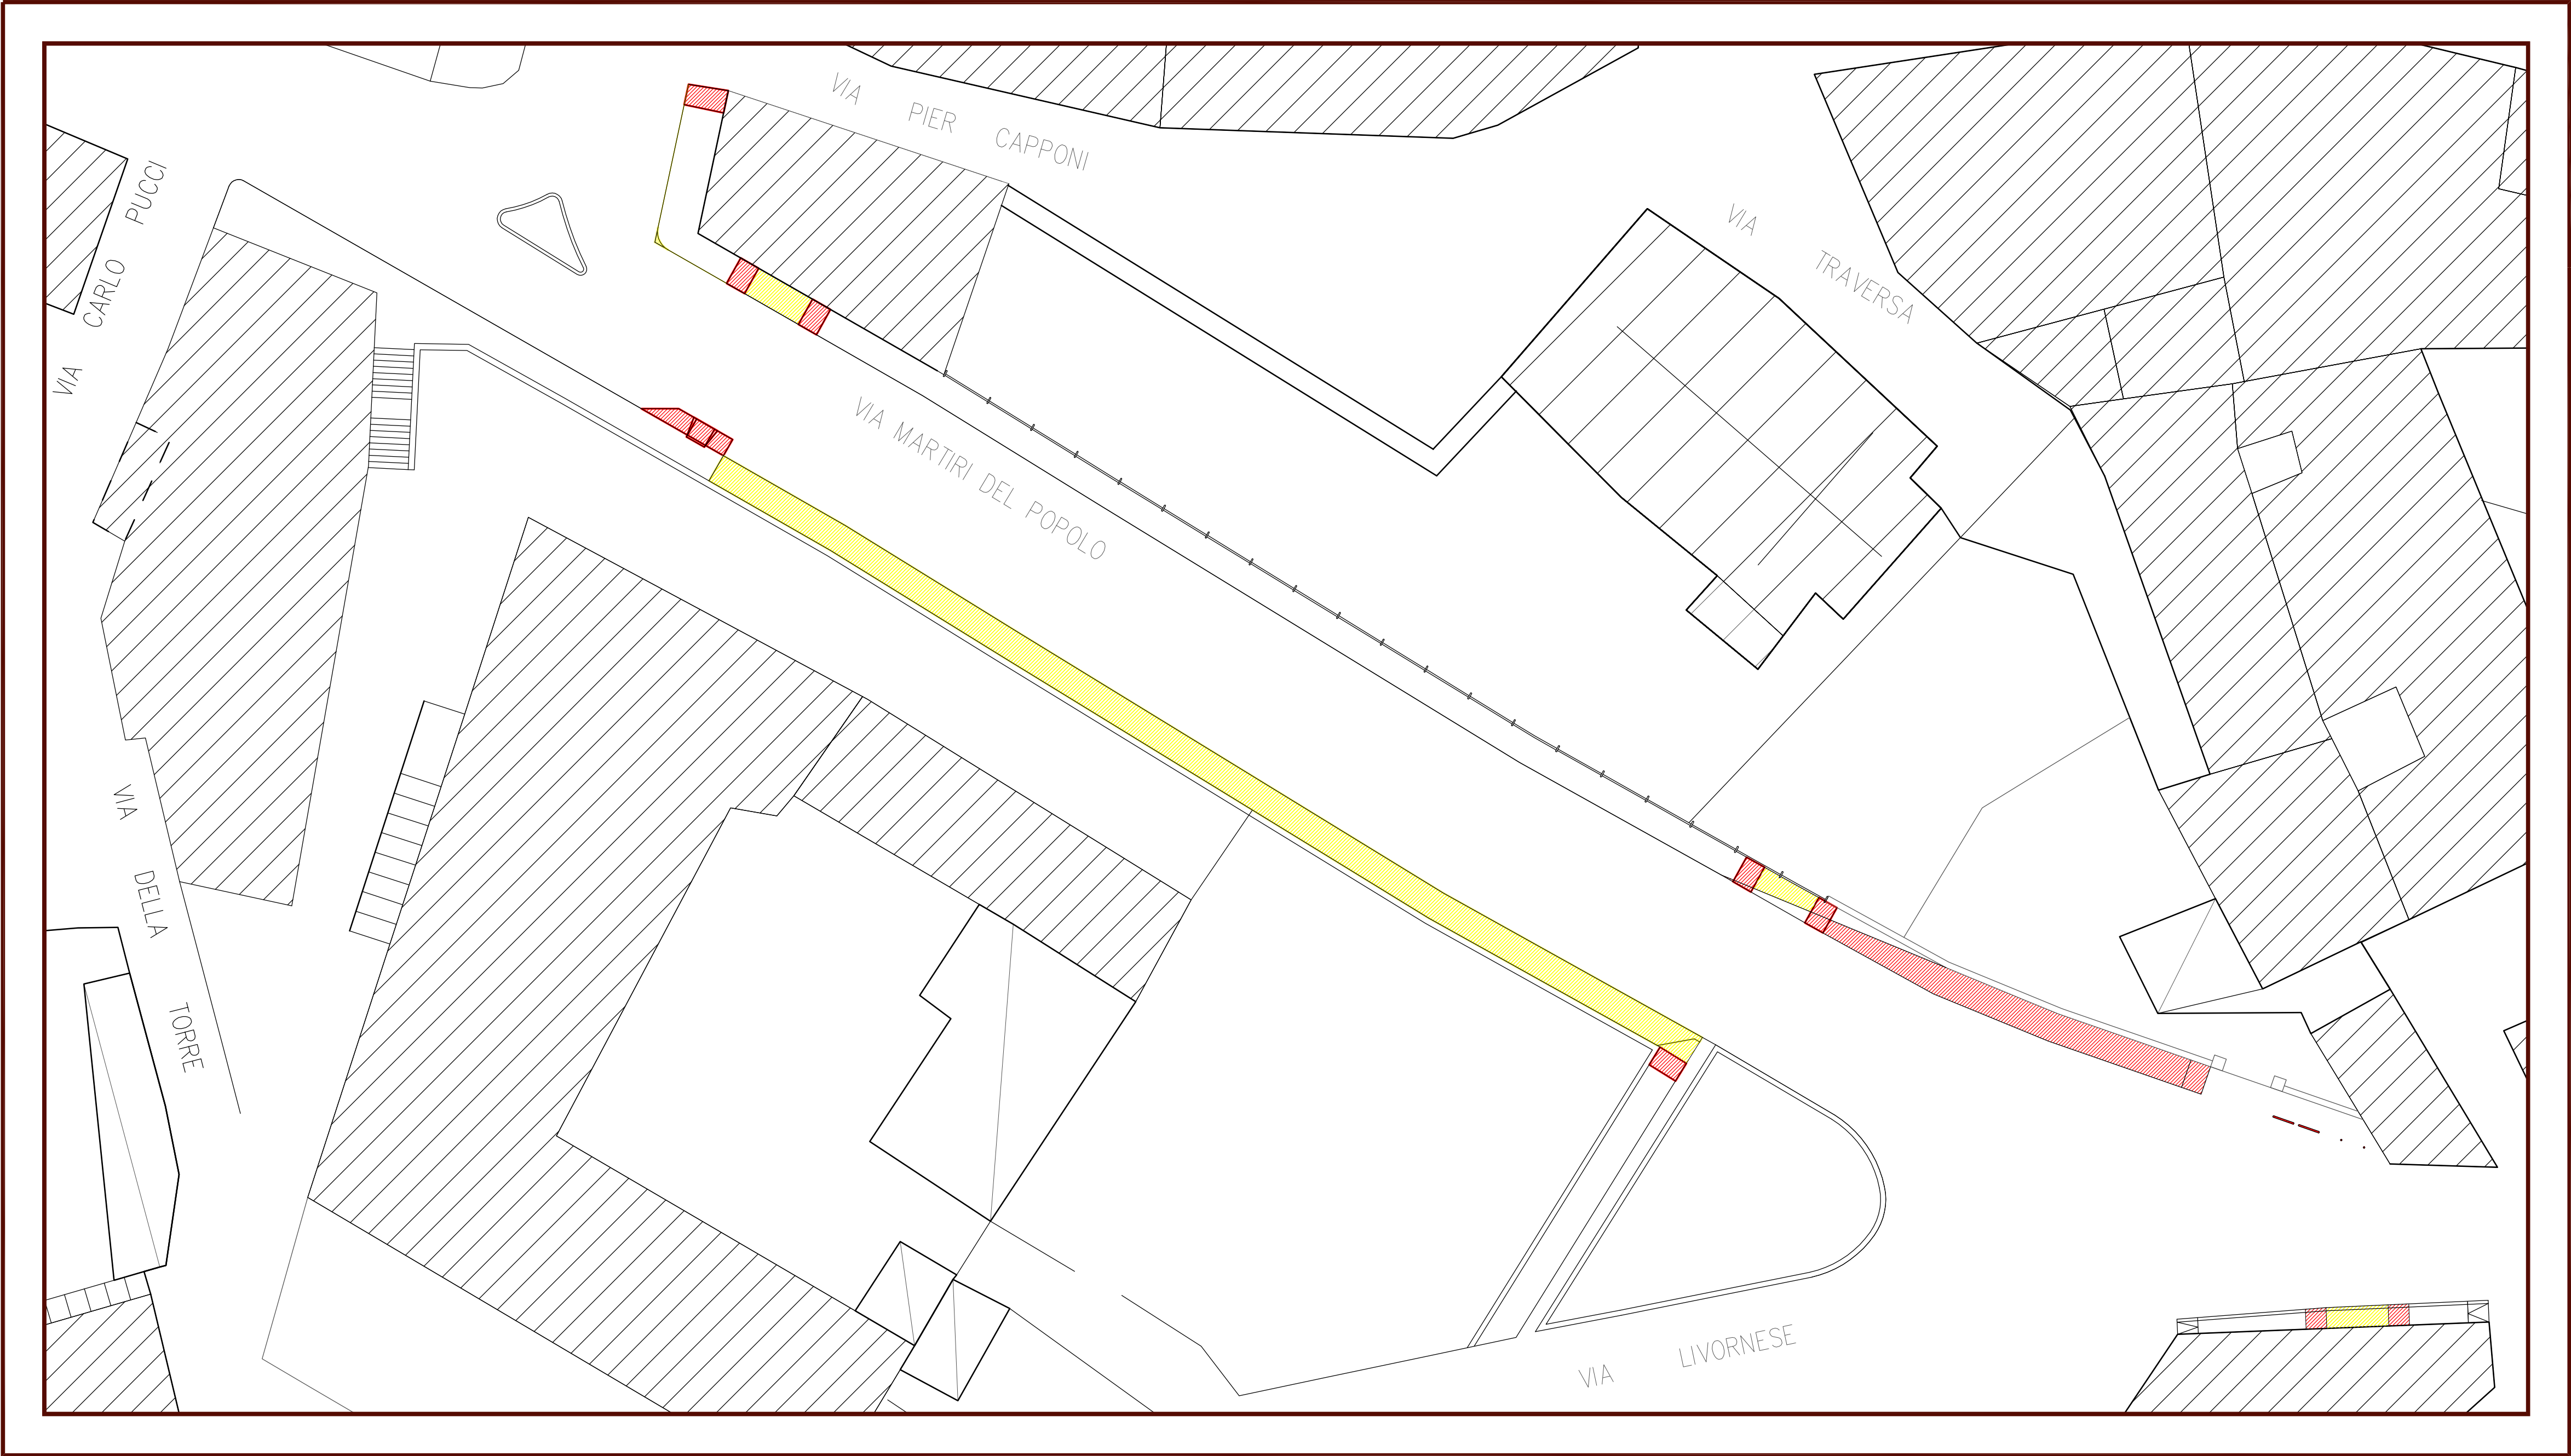 VIA PIER CAPPONI
VIA CARLO PUCCI
VIA TRAVERSA
VIA MARTIRI DEL POPOLO
VIA DELLA TORRE
VIA LIVORNESE